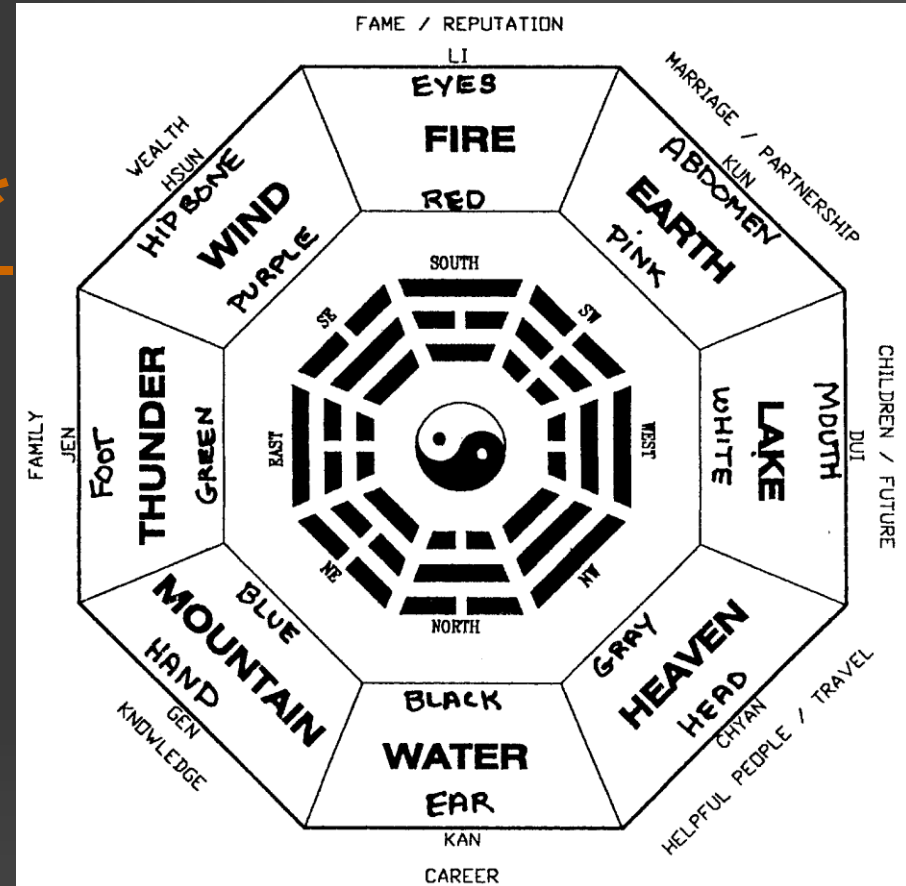 FAME / REPUTATION
LI
EYES
FIRE
RED
MARRIAGE / PARTNERSHIP
KUN
ABDOMEN
EARTH
PINK
CHILDREN / FUTURE
DUI
MOUTH
LAKE
WHITE
HELPFUL PEOPLE / TRAVEL
CHYAN
HEAD
HEAVEN
GRAY
BLACK
WATER
EAR
KAN
CAREER
BLUE
MOUNTAIN
HAND
GEN
KNOWLEDGE
FAMILY
JEN
FOOT
THUNDER
GREEN
WEALTH
HSUN
HIP BONE
WIND
PURPLE
SOUTH
SW
WEST
NW
NORTH
NE
EAST
SE